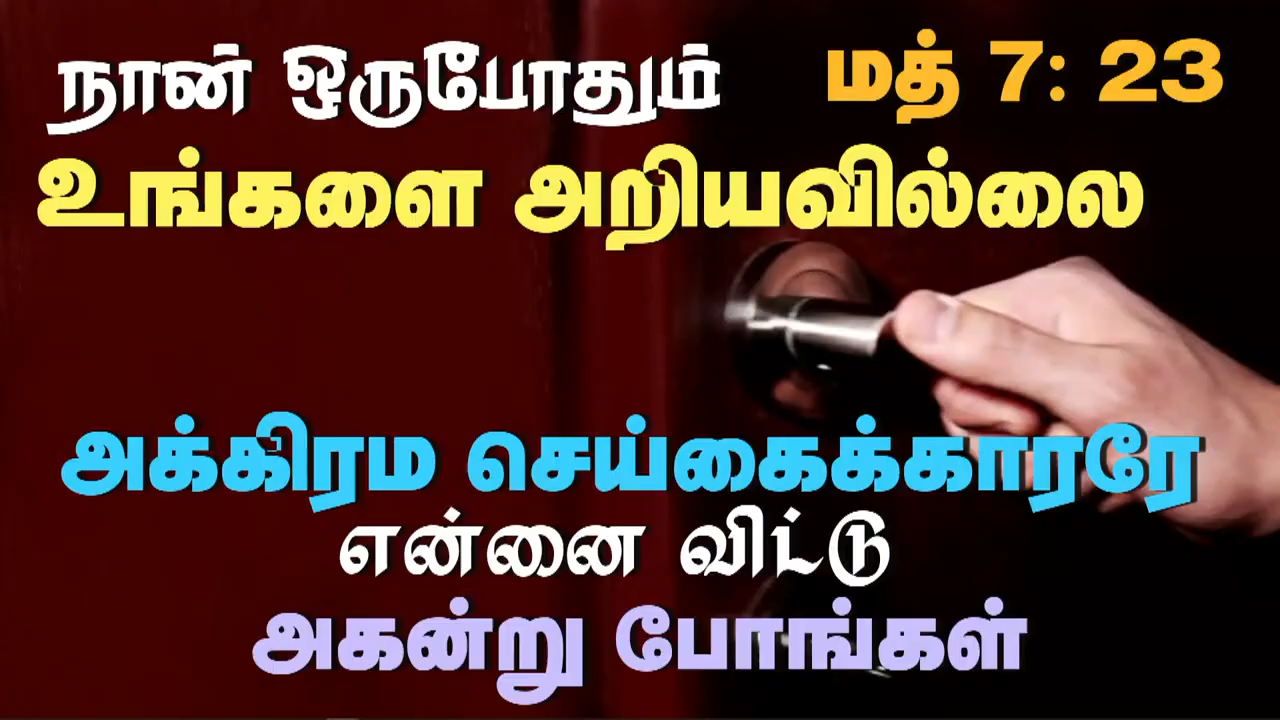 நான் ஒருபோதும் மத் 7: 23
உங்களை அறியவில்லை
அக்கிரம செய்கைக்காரரே
என்னை விட்டு
அகன்று போங்கள்